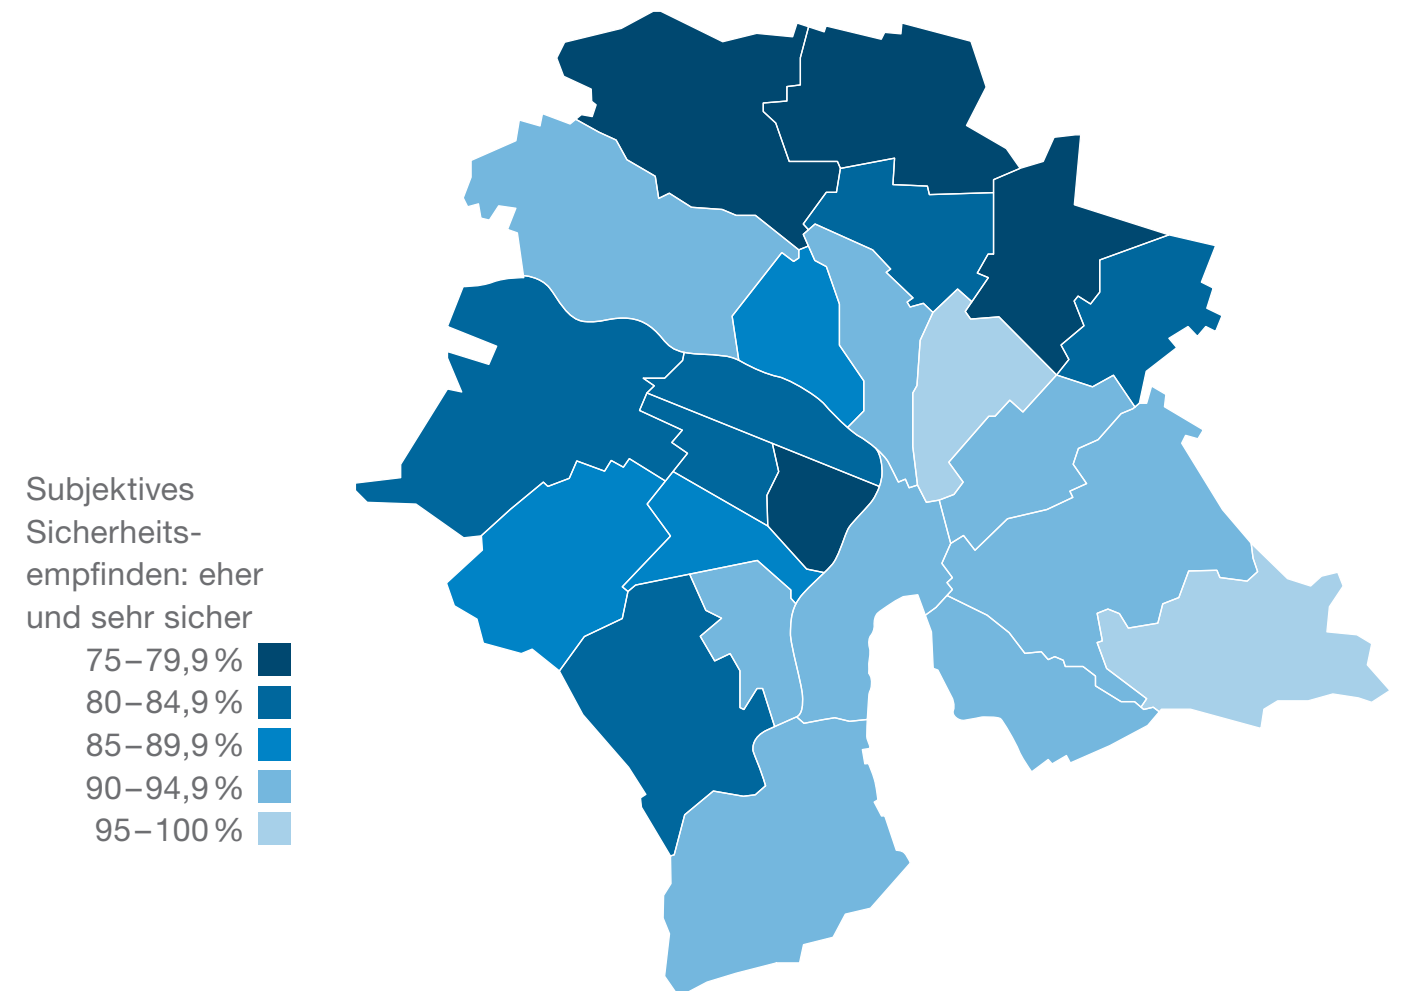 Subjektives
Sicherheits-
empfinden: eher
und sehr sicher
75–79,9 %
80–84,9 %
85–89,9 %
90–94,9 %
95–100 %